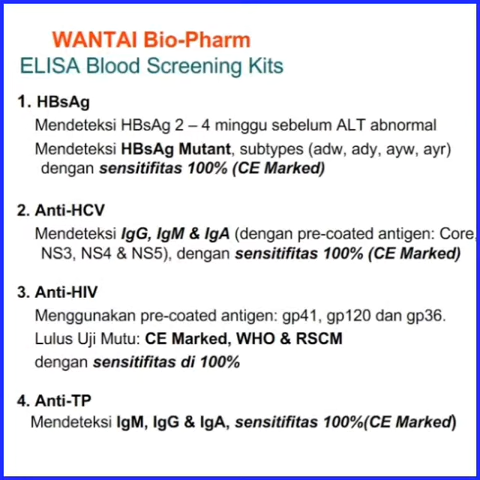 WANTAI Bio-Pharm
ELISA Blood Screening Kits
1. HBsAg
Mendeteksi HBsAg 2 – 4 minggu sebelum ALT abnormal
Mendeteksi HBsAg Mutant, subtypes (adw, ady, ayw, ayr)
dengan sensitifitas 100% (CE Marked)
2. Anti-HCV
Mendeteksi IgG, IgM & IgA (dengan pre-coated antigen: Core,
NS3, NS4 & NS5), dengan sensitifitas 100% (CE Marked)
3. Anti-HIV
Menggunakan pre-coated antigen: gp41, gp120 dan gp36.
Lulus Uji Mutu: CE Marked, WHO & RSCM
dengan sensitifitas di 100%
4. Anti-TP
Mendeteksi IgM, IgG & IgA, sensitifitas 100%(CE Marked)